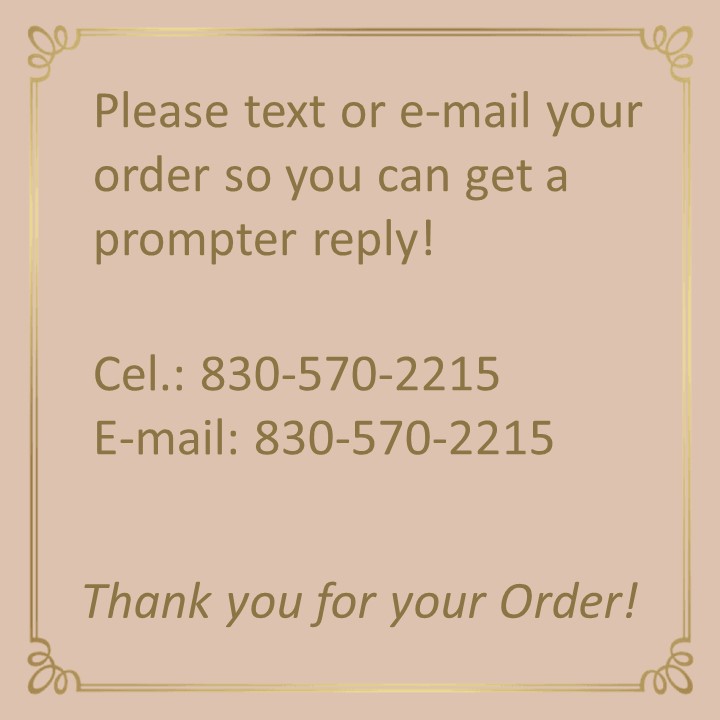 Please text or e-mail your
order so you can get a
prompter reply!
Cel.: 830-570-2215
E-mail: 830-570-2215
Thank you for your Order!